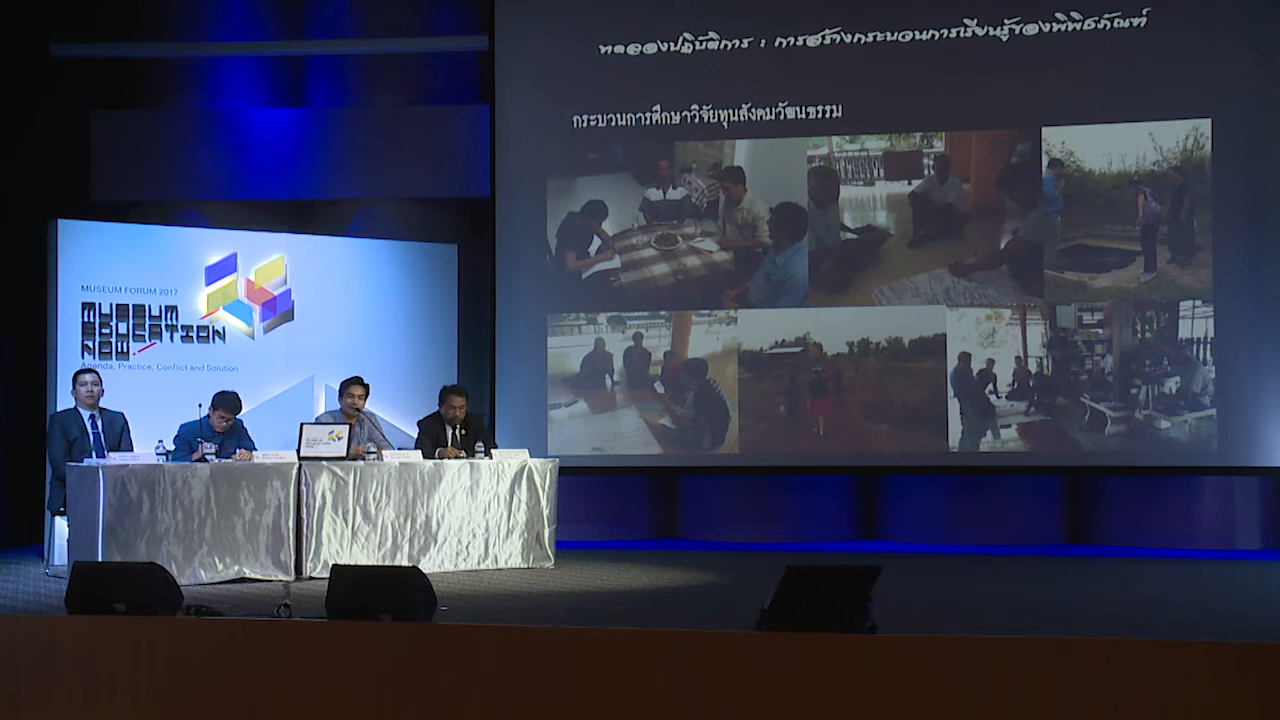 ทดลองปฏิบัติการ : การสร้างกระบวนการเรียนรู้ของพิพิธภัณฑ์
กระบวนการศึกษาวิจัยทุนสังคมวัฒนธรรม
MUSEUM FORUM 2017
MUSEUM
EDUCATION
Agenda, Practice, Conflict and Solution